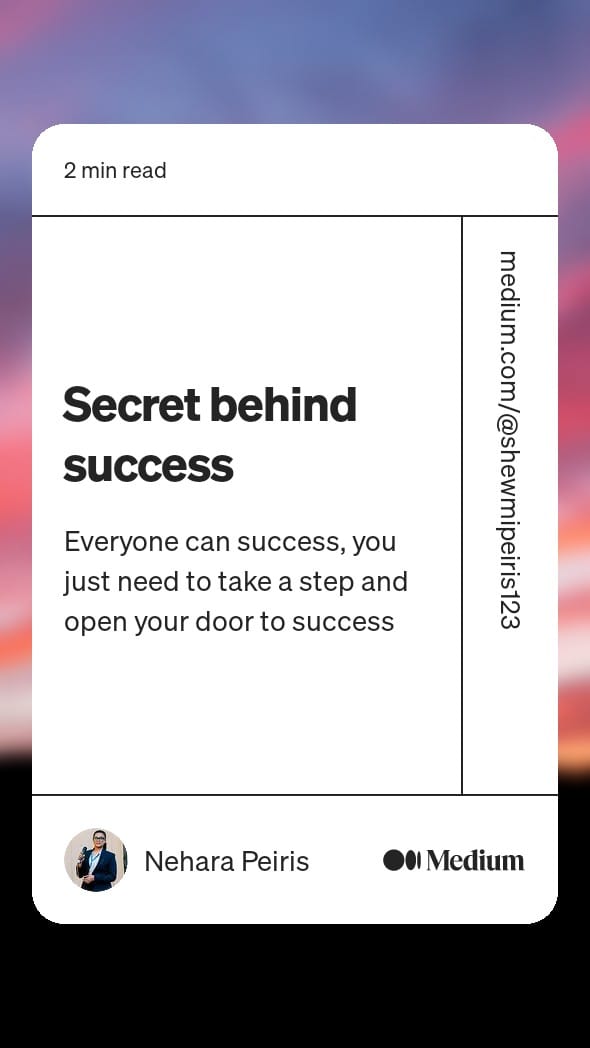 2 min read
Secret behind
success
Everyone can success, you
just need to take a step and
open your door to success
medium.com/@shewmipeiris123
Nehara Peiris
Medium